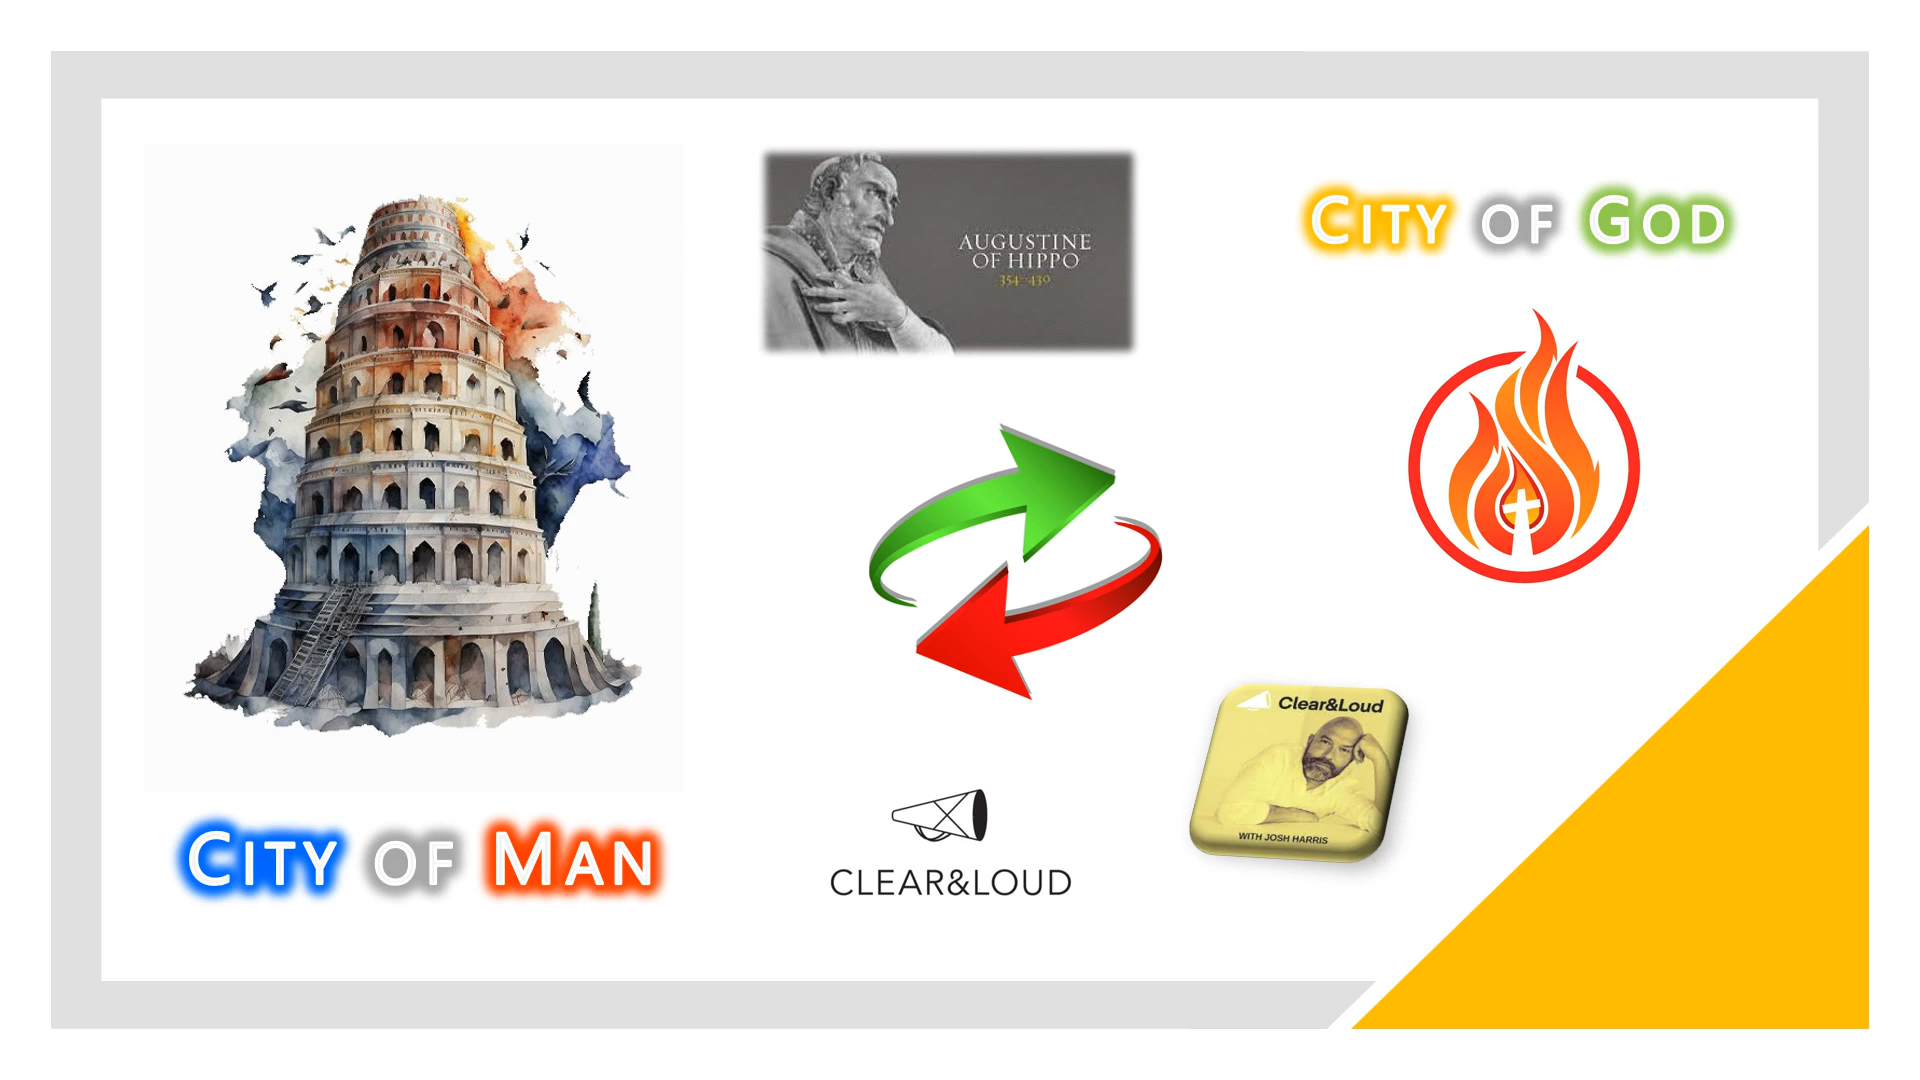 AUGUSTINE
OF HIPPO
354–430
CITY OF GOD
Clear&Loud
WITH JOSH HARRIS
CITY OF MAN
CLEAR&LOUD